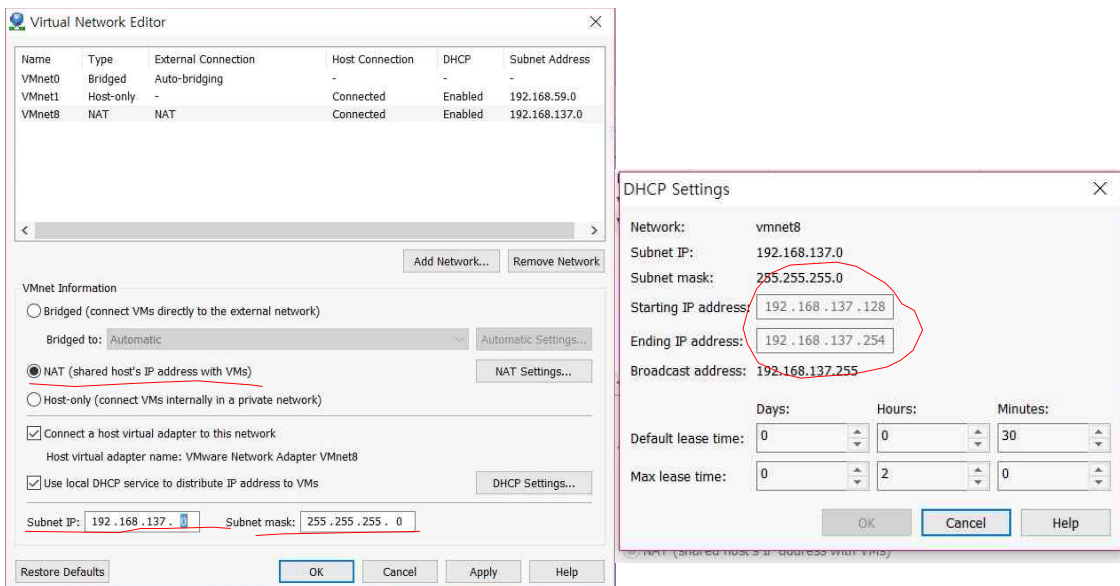 Virtual Network Editor
Name Type External Connection Host Connection DHCP Subnet Address
VMnet0 Bridged Auto-bridging - - -
VMnet1 Host-only - Connected Enabled 192.168.59.0
VMnet8 NAT NAT Connected Enabled 192.168.137.0
Add Network... Remove Network
VMnet Information
Bridged (connect VMs directly to the external network)
Bridged to: Automatic Automatic Settings...
NAT (shared host's IP address with VMs) NAT Settings...
Host-only (connect VMs internally in a private network)
Connect a host virtual adapter to this network
Host virtual adapter name: VMware Network Adapter VMnet8
Use local DHCP service to distribute IP address to VMs DHCP Settings...
Subnet IP: 192 . 168 . 137 . 0 Subnet mask: 255 . 255 . 255 . 0
Restore Defaults OK Cancel Apply Help
DHCP Settings
Network: vmnet8
Subnet IP: 192.168.137.0
Subnet mask: 255.255.255.0
Starting IP address: 192 . 168 . 137 . 128
Ending IP address: 192 . 168 . 137 . 254
Broadcast address: 192.168.137.255
Days: Hours: Minutes:
Default lease time: 0 0 30
Max lease time: 0 2 0
OK Cancel Help
NAT (shared host's IP address with VMs)